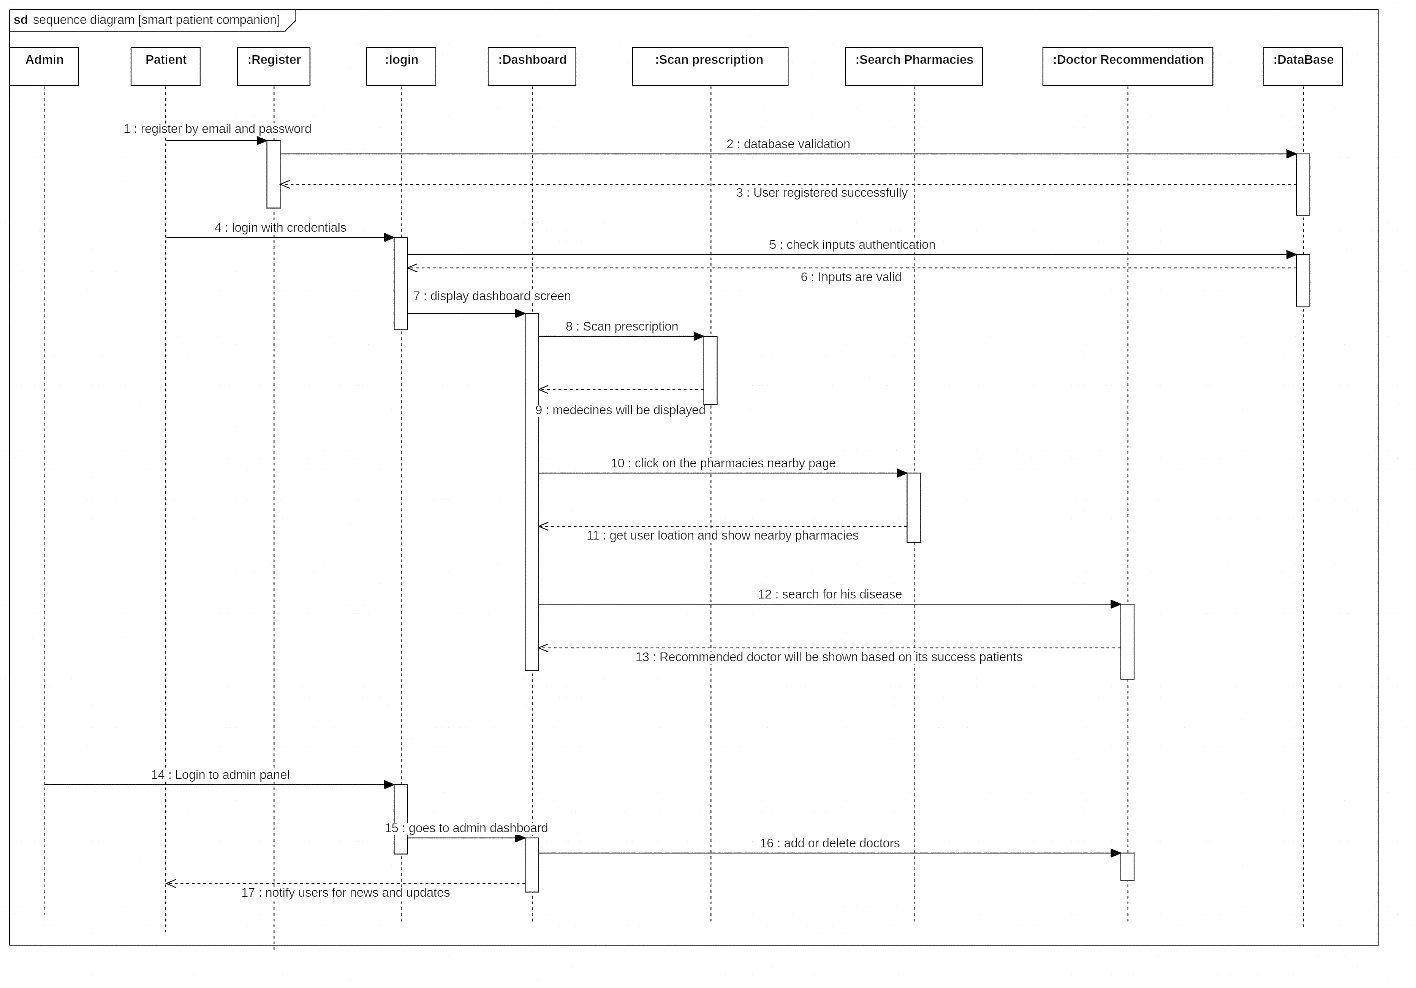 sd sequence diagram [smart patient companion]
Admin
Patient
:Register
:login
:Dashboard
:Scan prescription
:Search Pharmacies
:Doctor Recommendation
:DataBase
1 : register by email and password
2 : database validation
3 : User registered successfully
4 : login with credentials
5 : check inputs authentication
6 : Inputs are valid
7 : display dashboard screen
8 : Scan prescription
9 : medecines will be displayed
10 : click on the pharmacies nearby page
11 : get user loation and show nearby pharmacies
12 : search for his disease
13 : Recommended doctor will be shown based on its success patients
14 : Login to admin panel
15 : goes to admin dashboard
16 : add or delete doctors
17 : notify users for news and updates